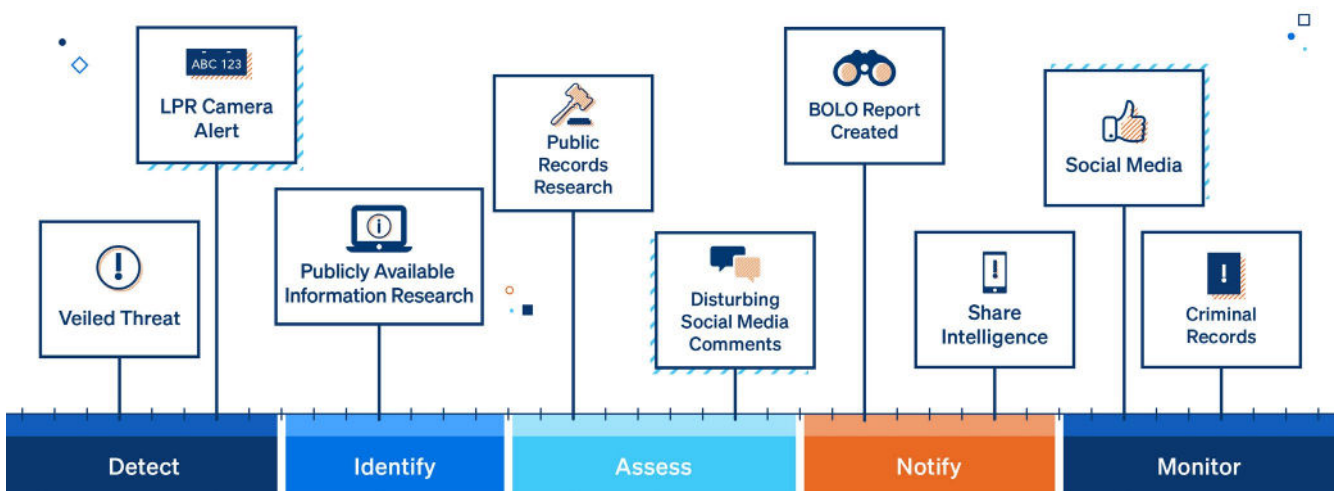 ABC 123
LPR Camera
Alert
Veiled Threat
Publicly Available
Information Research
Public
Records
Research
Disturbing
Social Media
Comments
BOLO Report
Created
Share
Intelligence
Social Media
Criminal
Records
Detect
Identify
Assess
Notify
Monitor